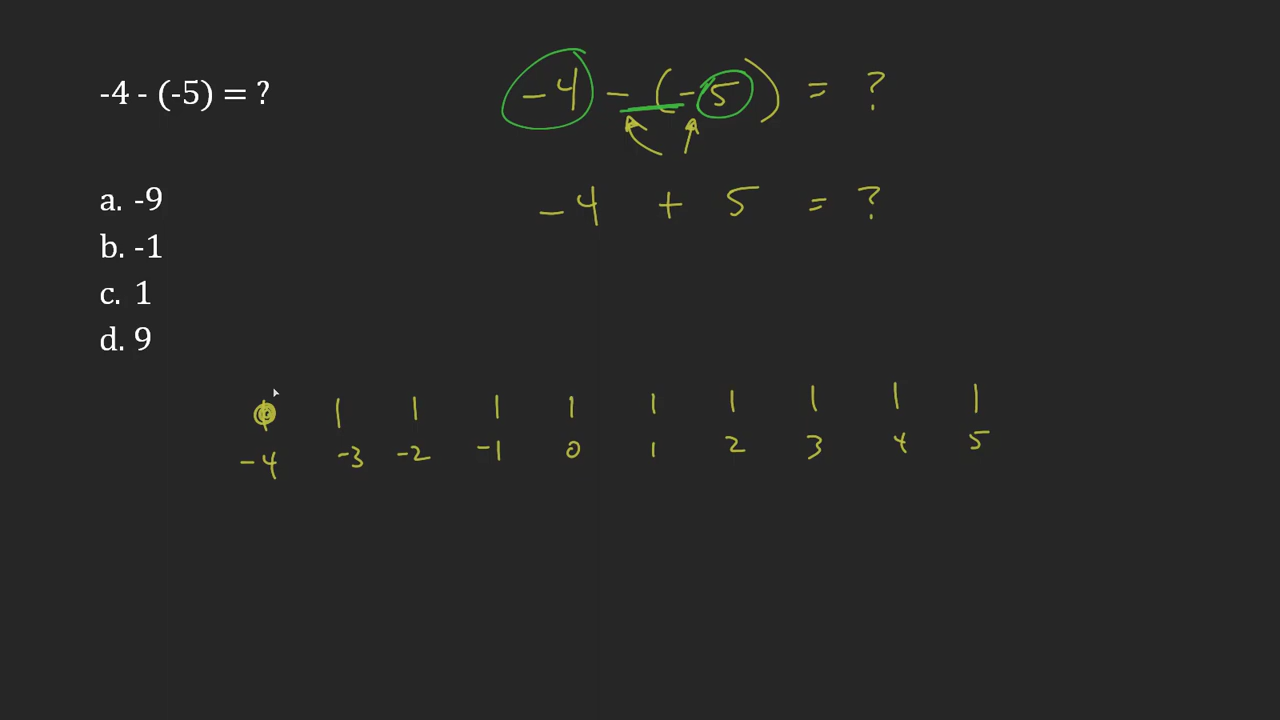 -4 - (-5) = ?
-4 - (-5) = ?
-4 + 5 = ?
a. -9
b. -1
c. 1
d. 9
-4 -3 -2 -1 0 1 2 3 4 5